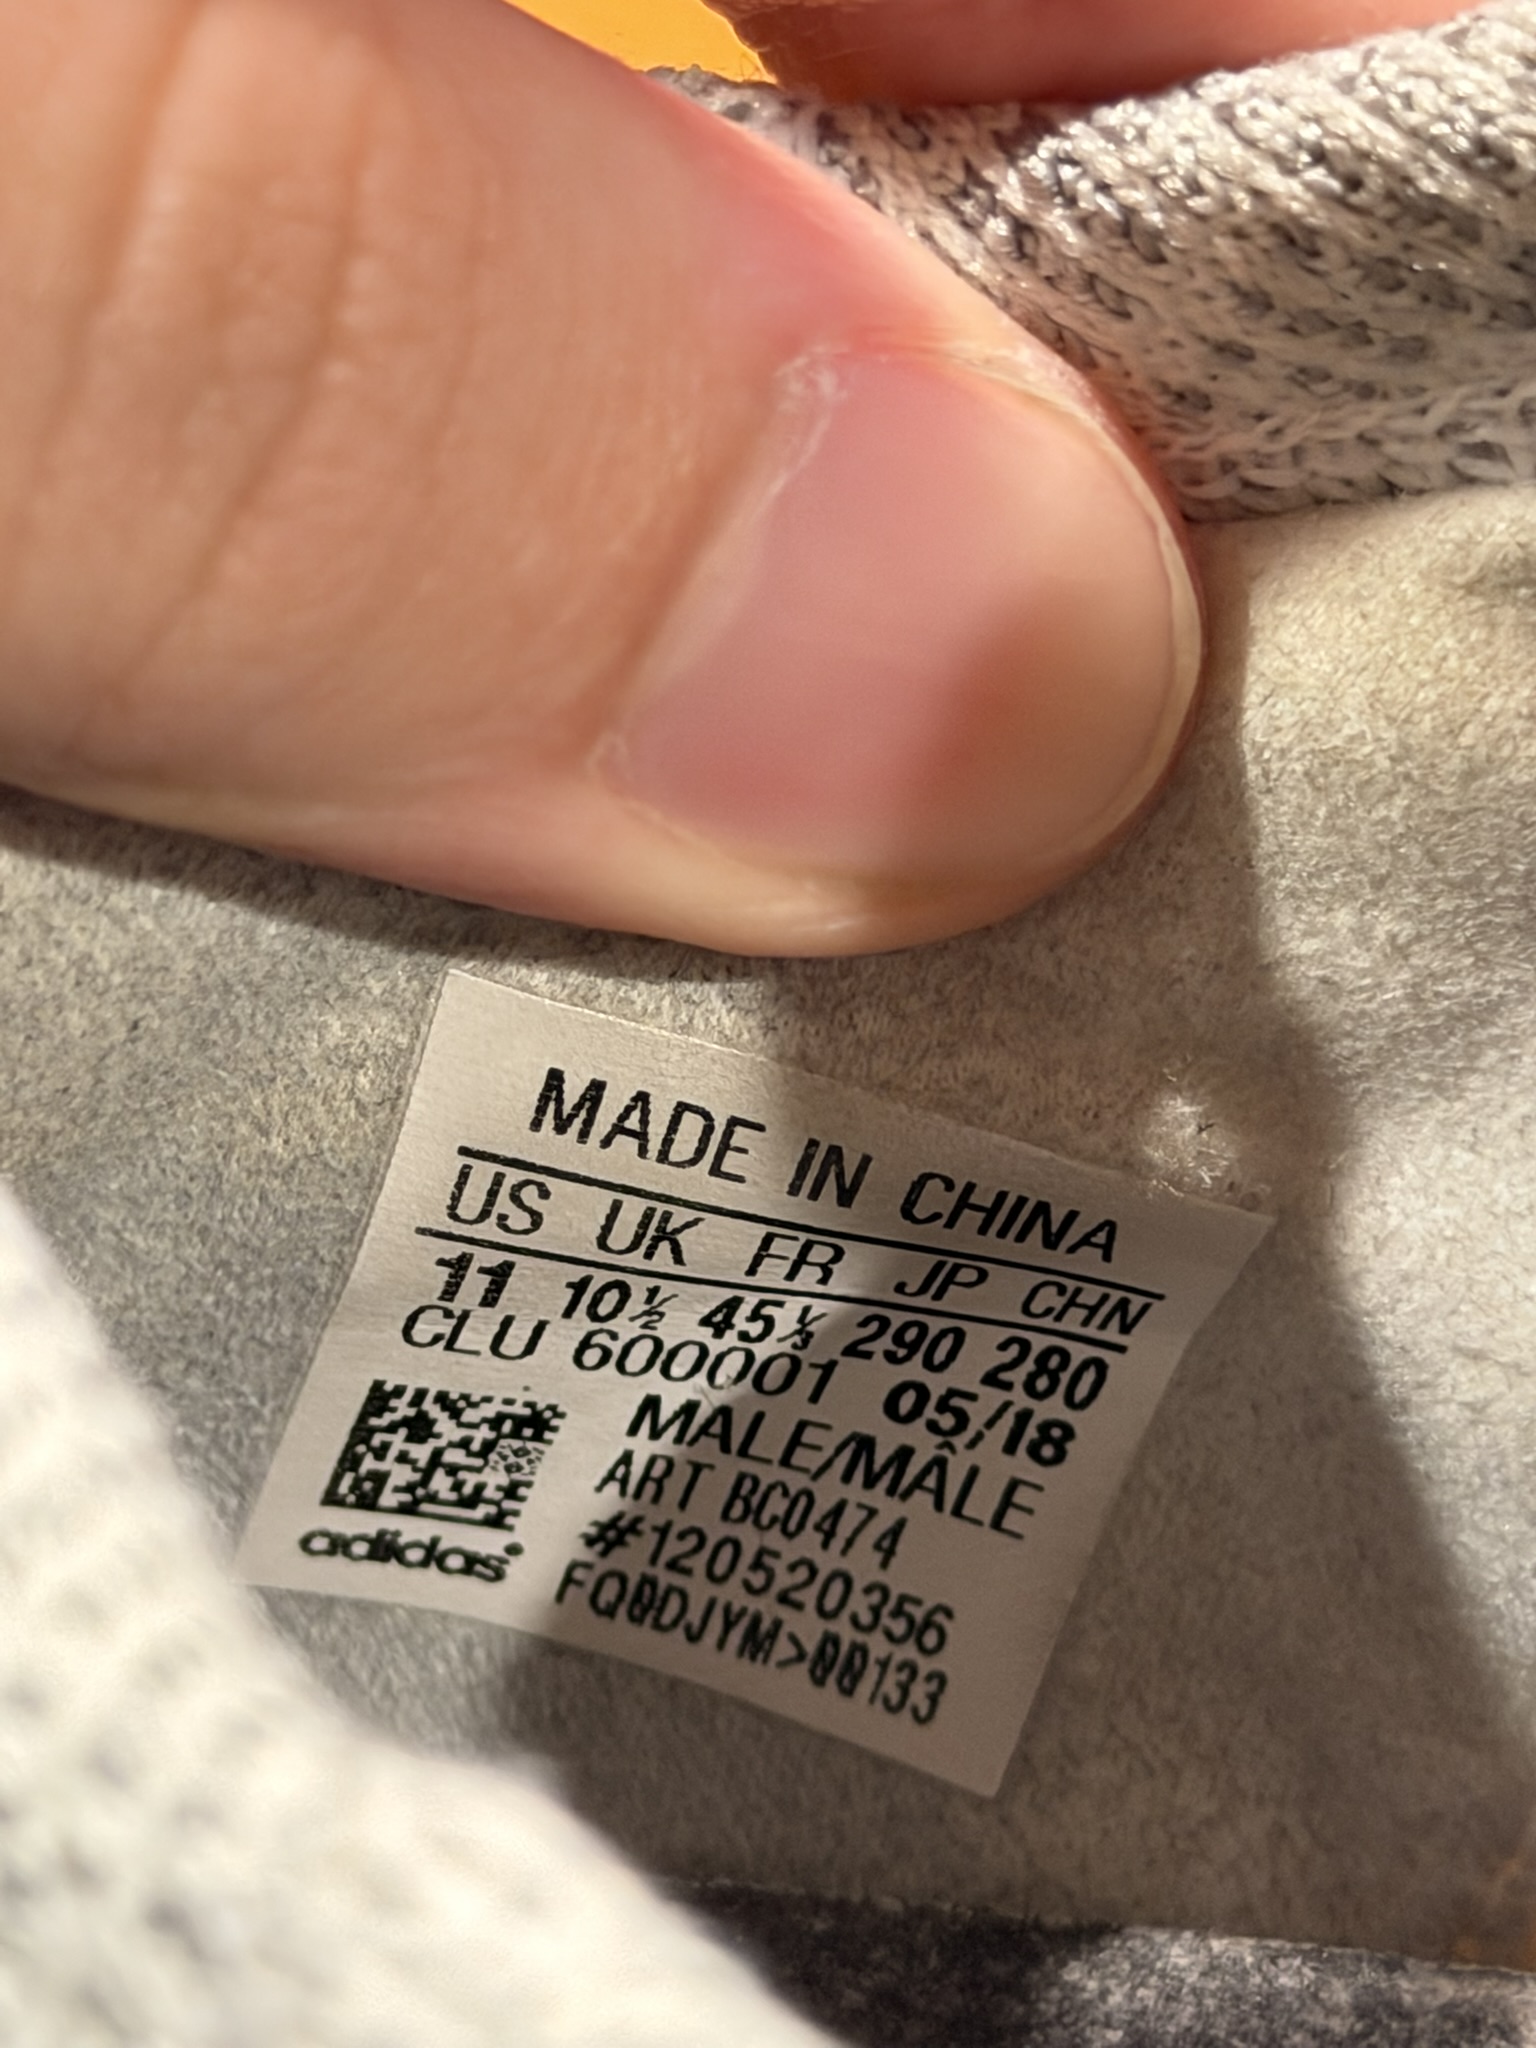 MADE IN CHINA
US UK FR JP CHN
11 10½ 45⅓ 290 280
CLU 600001 05/18
MALE/MÂLE
ART BC0474
#120520356
adidas
FQ0DJYM>00133